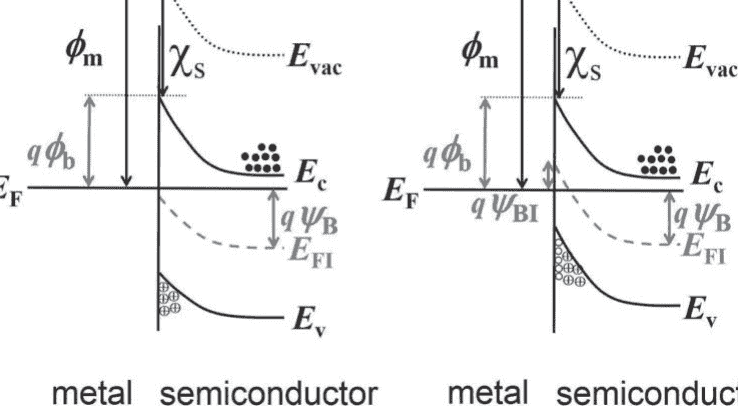 ϕm χS Evac ϕm χS Evac
qϕb Ec qϕb Ec
EF EF qψBI
qψB qψB
EFI EFI
Ev Ev
metal semiconductor metal semiconduct